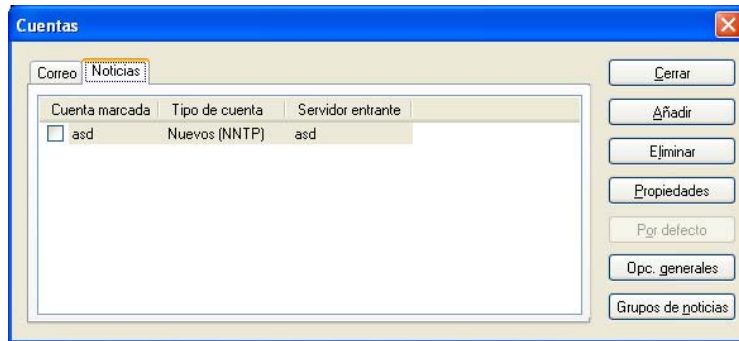 Cuentas
Correo Noticias
Cuenta marcada Tipo de cuenta Servidor entrante
asd Nuevos (NNTP) asd
Cerrar
Añadir
Eliminar
Propiedades
Por defecto
Opc. generales
Grupos de noticias